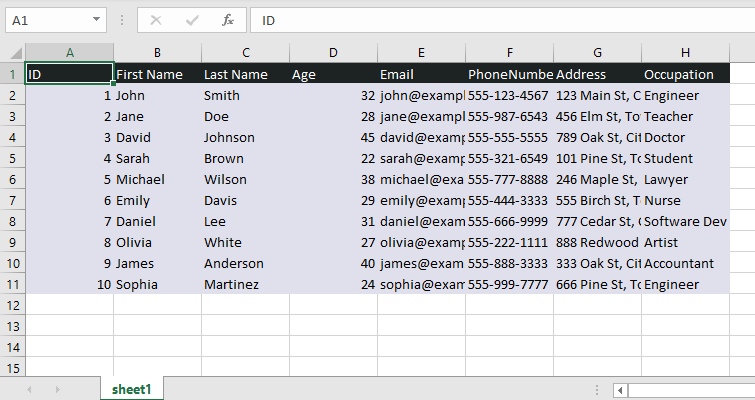 A1 fx ID
A B C D E F G H
1 ID First Name Last Name Age Email PhoneNumbe Address Occupation
2 1 John Smith 32 john@exampl 555-123-4567 123 Main St, C Engineer
3 2 Jane Doe 28 jane@exampl 555-987-6543 456 Elm St, To Teacher
4 3 David Johnson 45 david@examp 555-555-5555 789 Oak St, Cit Doctor
5 4 Sarah Brown 22 sarah@examp 555-321-6549 101 Pine St, To Student
6 5 Michael Wilson 38 michael@exa 555-777-8888 246 Maple St, Lawyer
7 6 Emily Davis 29 emily@examp 555-444-3333 555 Birch St, T Nurse
8 7 Daniel Lee 31 daniel@exam 555-666-9999 777 Cedar St, Software Dev
9 8 Olivia White 27 olivia@examp 555-222-1111 888 Redwood Artist
10 9 James Anderson 40 james@exam 555-888-3333 333 Oak St, Cit Accountant
11 10 Sophia Martinez 24 sophia@exam 555-999-7777 666 Pine St, To Engineer
12
13
14
15
sheet1